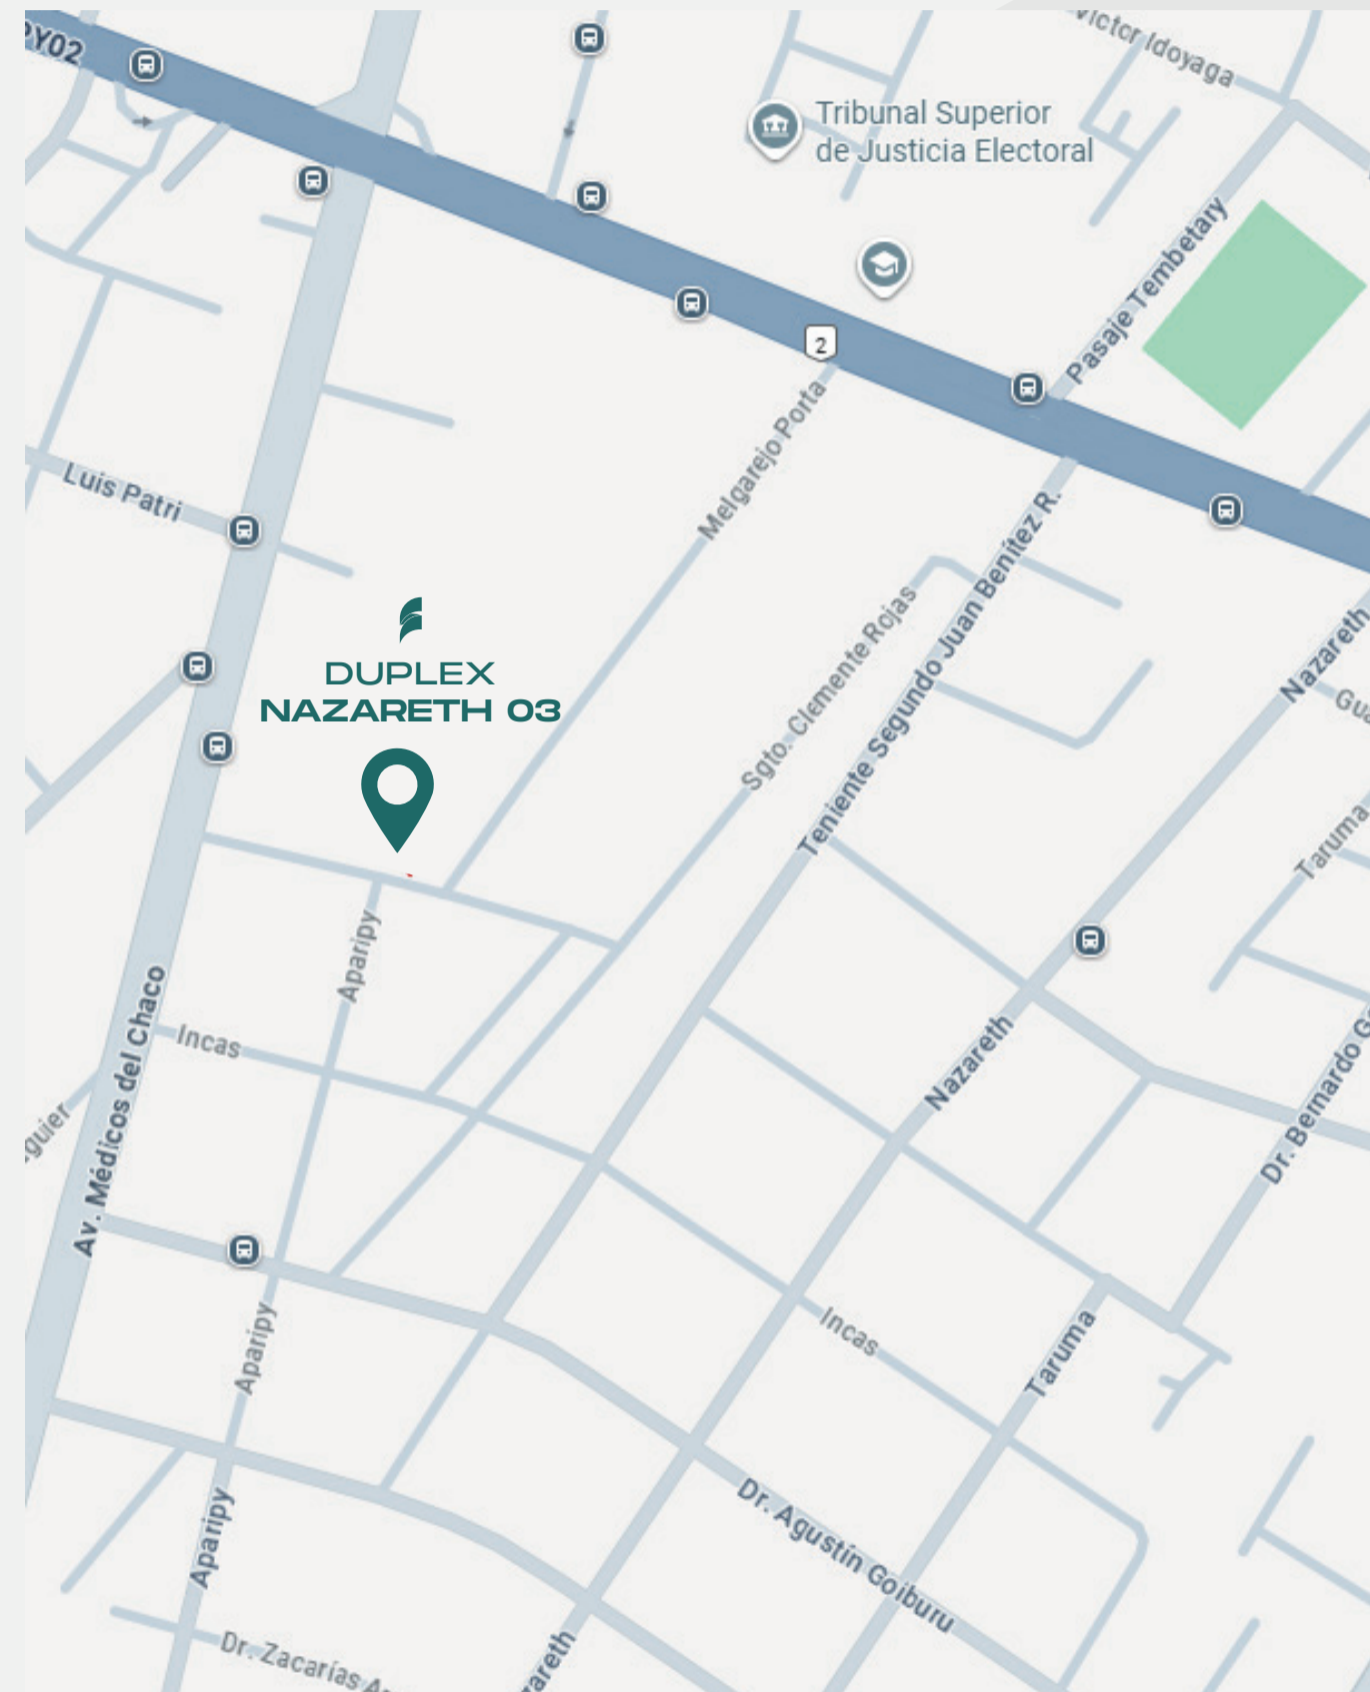 PY02
Victor Idoyaga
Tribunal Superior
de Justicia Electoral
Pasaje Tembetary
2
Melgarejo Porta
Luis Patri
Teniente Segundo Juan Benítez R.
Sgto. Clemente Rojas
DUPLEX
NAZARETH 03
Nazareth
Taruma
Aparipy
Av. Médicos del Chaco
Incas
Nazareth
Dr. Bernardo
Aparipy
Incas
Taruma
Dr. Agustín Goiburu
Aparipy
Dr. Zacarías